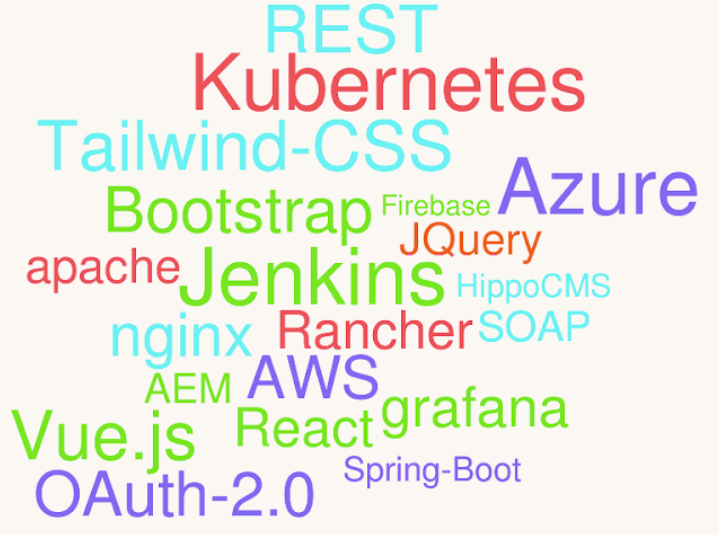 REST
Kubernetes
Tailwind-CSS
Azure
Bootstrap Firebase
JQuery
apache Jenkins HippoCMS
nginx Rancher SOAP
AEM AWS
Vue.js React grafana
OAuth-2.0 Spring-Boot